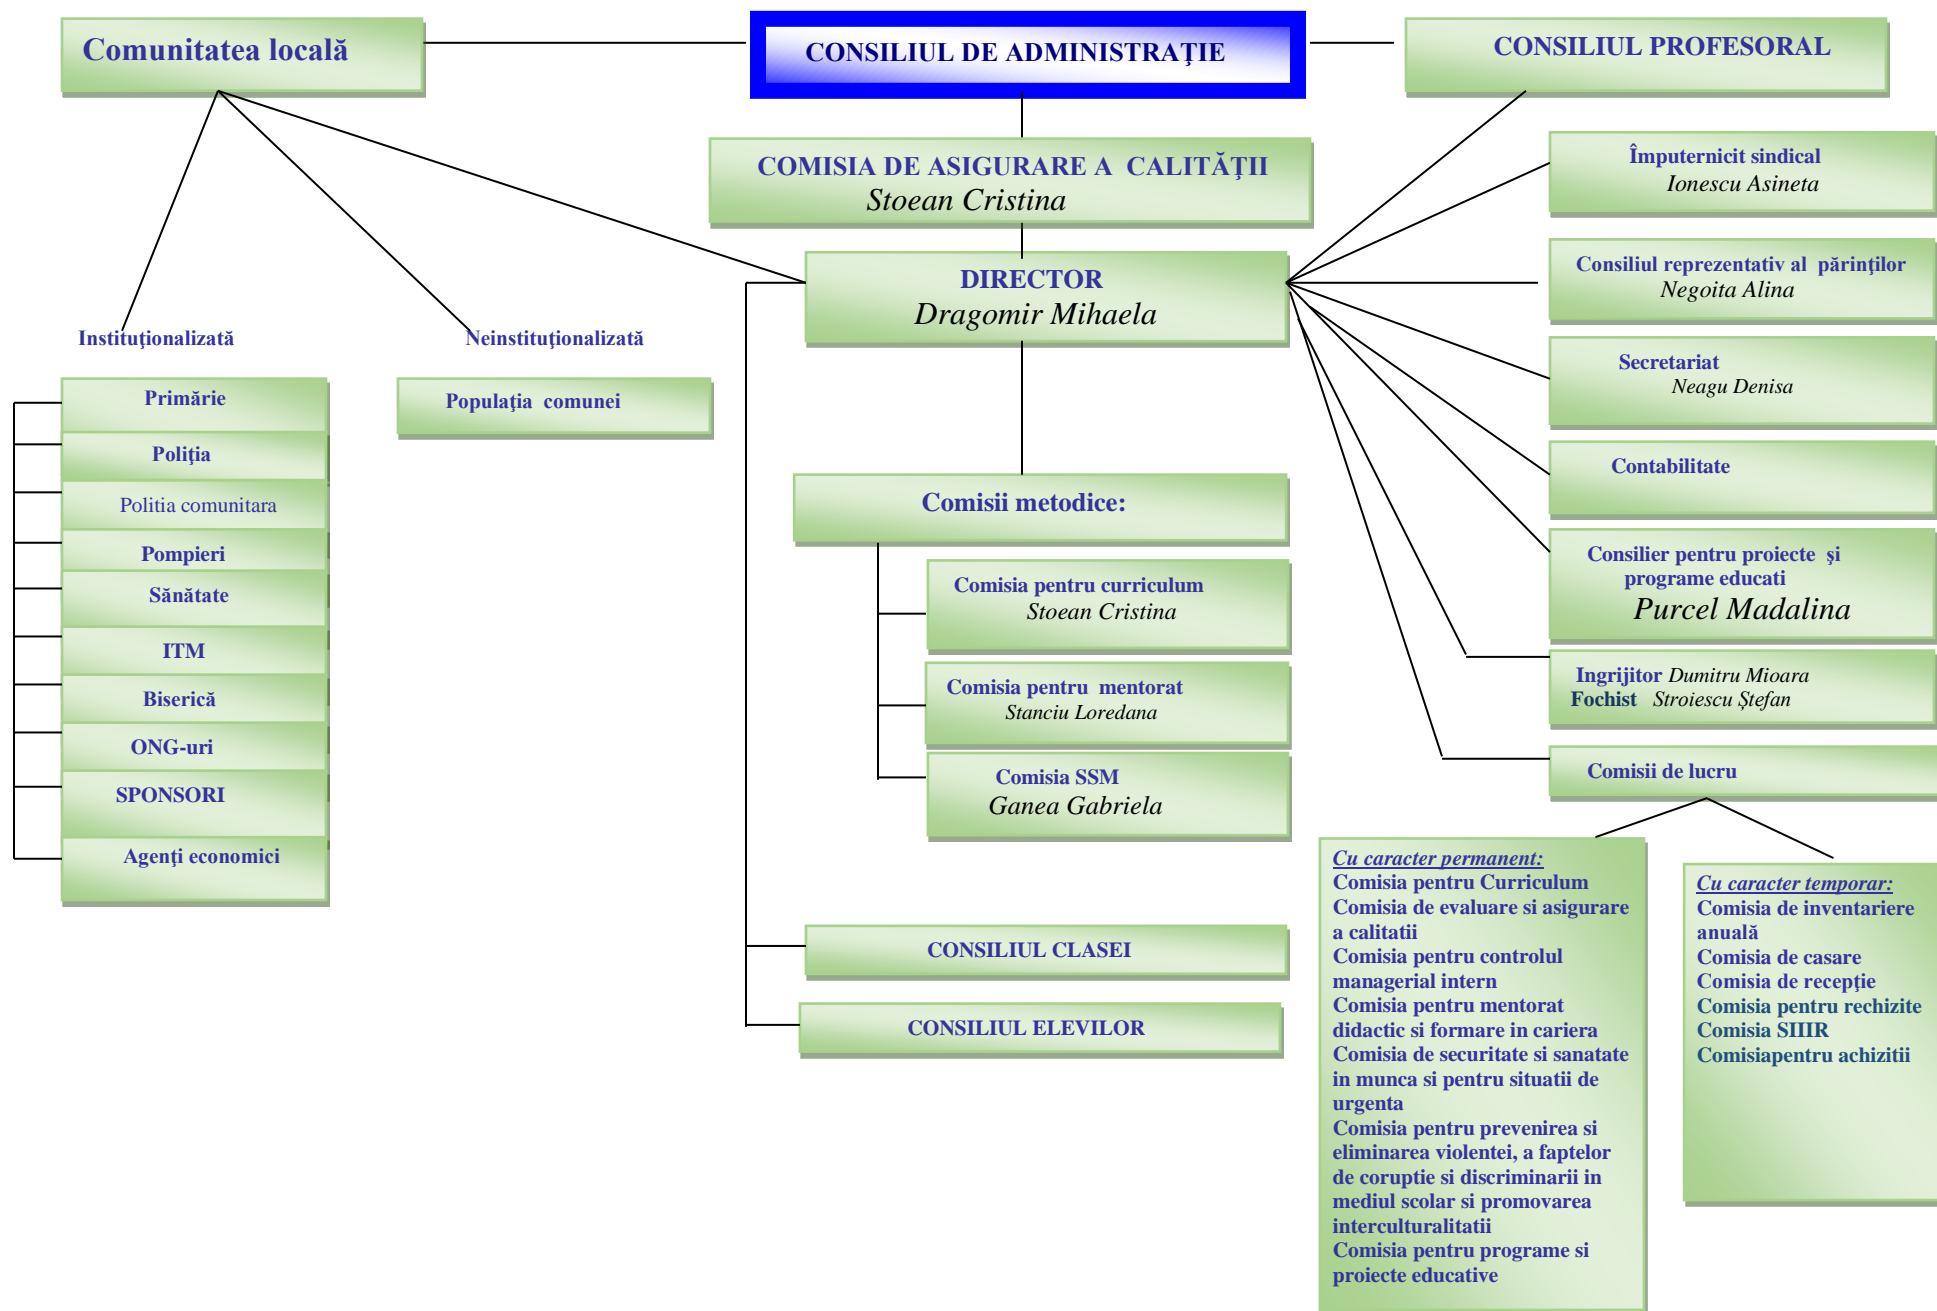 Comunitatea locală
CONSILIUL DE ADMINISTRAŢIE
CONSILIUL PROFESORAL
COMISIA DE ASIGURARE A CALITĂŢII
Stoean Cristina
DIRECTOR
Dragomir Mihaela
Instituţionalizată
Neinstituţionalizată
Primărie
Poliţia
Politia comunitara
Pompieri
Sănătate
ITM
Biserică
ONG-uri
SPONSORI
Agenţi economici
Populaţia comunei
Comisii metodice:
Comisia pentru curriculum
Stoean Cristina
Comisia pentru mentorat
Stanciu Loredana
Comisia SSM
Ganea Gabriela
CONSILIUL CLASEI
CONSILIUL ELEVILOR
Împuternicit sindical
Ionescu Asineta
Consiliul reprezentativ al părinţilor
Negoita Alina
Secretariat
Neagu Denisa
Contabilitate
Consilier pentru proiecte şi
programe educati
Purcel Madalina
Ingrijitor Dumitru Mioara
Fochist Stroiescu Ștefan
Comisii de lucru
Cu caracter permanent:
Comisia pentru Curriculum
Comisia de evaluare si asigurare
a calitatii
Comisia pentru controlul
managerial intern
Comisia pentru mentorat
didactic si formare in cariera
Comisia de securitate si sanatate
in munca si pentru situatii de
urgenta
Comisia pentru prevenirea si
eliminarea violentei, a faptelor
de coruptie si discriminarii in
mediul scolar si promovarea
interculturalitatii
Comisia pentru programe si
proiecte educative
Cu caracter temporar:
Comisia de inventariere
anuală
Comisia de casare
Comisia de recepţie
Comisia pentru rechizite
Comisia SIIIR
Comisiapentru achizitii